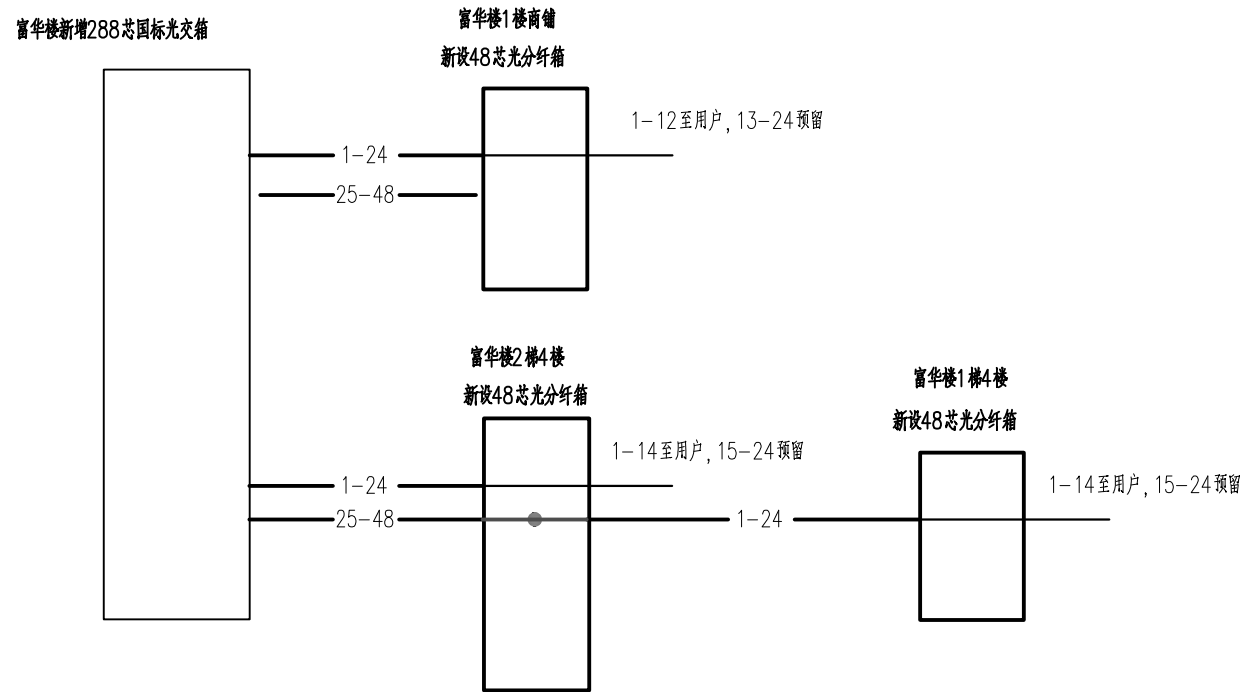 富华楼新增288芯国标光交箱
富华楼1楼商铺
新设48芯光分纤箱
1-12至用户,13-24预留
1-24
25-48
富华楼2梯4楼
新设48芯光分纤箱
富华楼1梯4楼
新设48芯光分纤箱
1-14至用户,15-24预留
1-14至用户,15-24预留
1-24
25-48
1-24